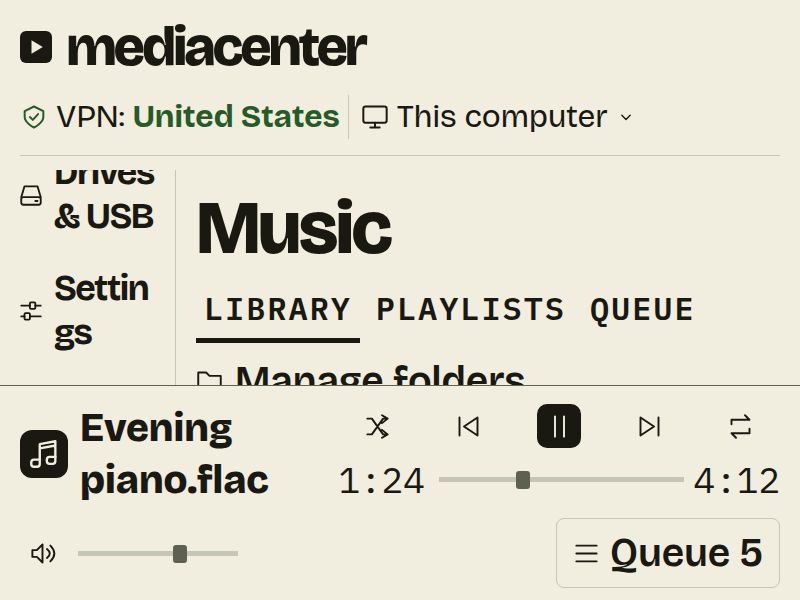 mediacenter
VPN: United States
This computer
Drives
& USB
Settin
gs
Music
LIBRARY PLAYLISTS QUEUE
Manage folders
Evening
piano.flac
1:24
4:12
Queue 5